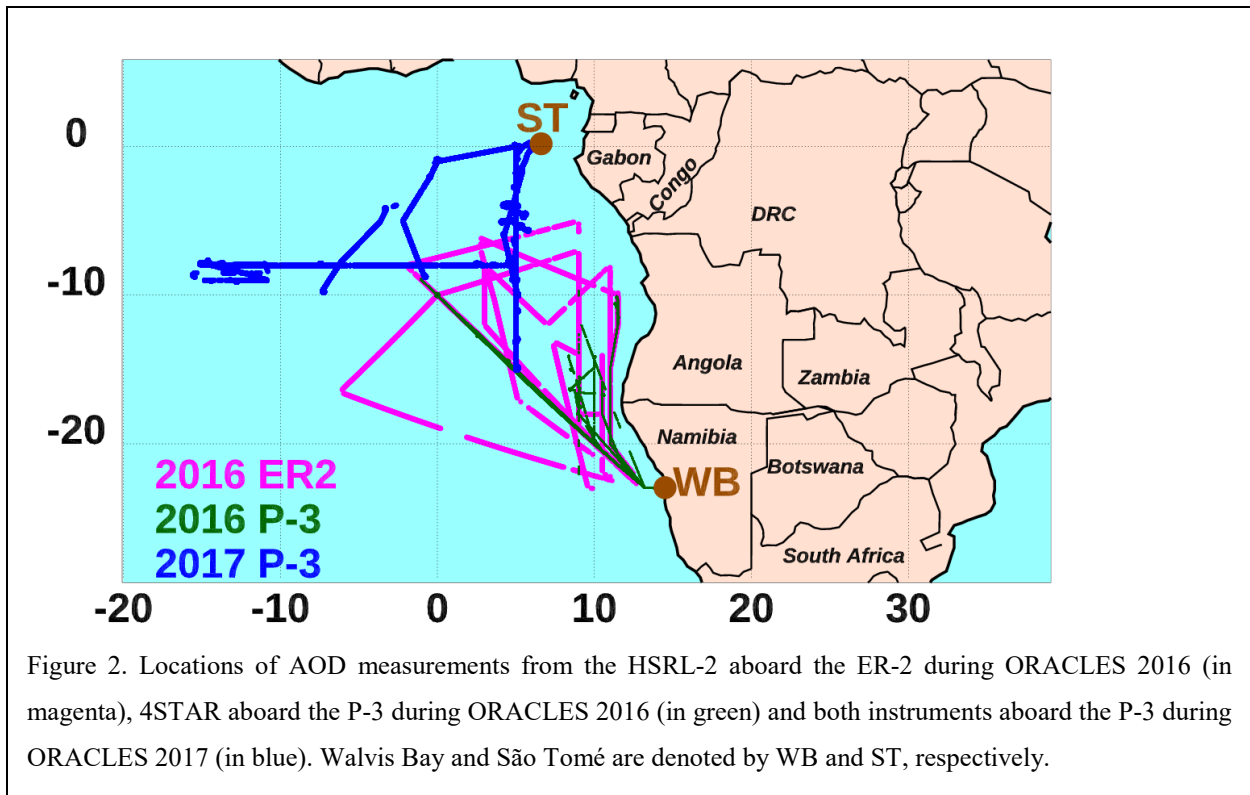 0
-10
-20
ST
Gabon
Congo
DRC
Angola
Zambia
Namibia
Botswana
WB
South Africa
2016 ER2
2016 P-3
2017 P-3
-20 -10 0 10 20 30
Figure 2. Locations of AOD measurements from the HSRL-2 aboard the ER-2 during ORACLES 2016 (in
magenta), 4STAR aboard the P-3 during ORACLES 2016 (in green) and both instruments aboard the P-3 during
ORACLES 2017 (in blue). Walvis Bay and São Tomé are denoted by WB and ST, respectively.